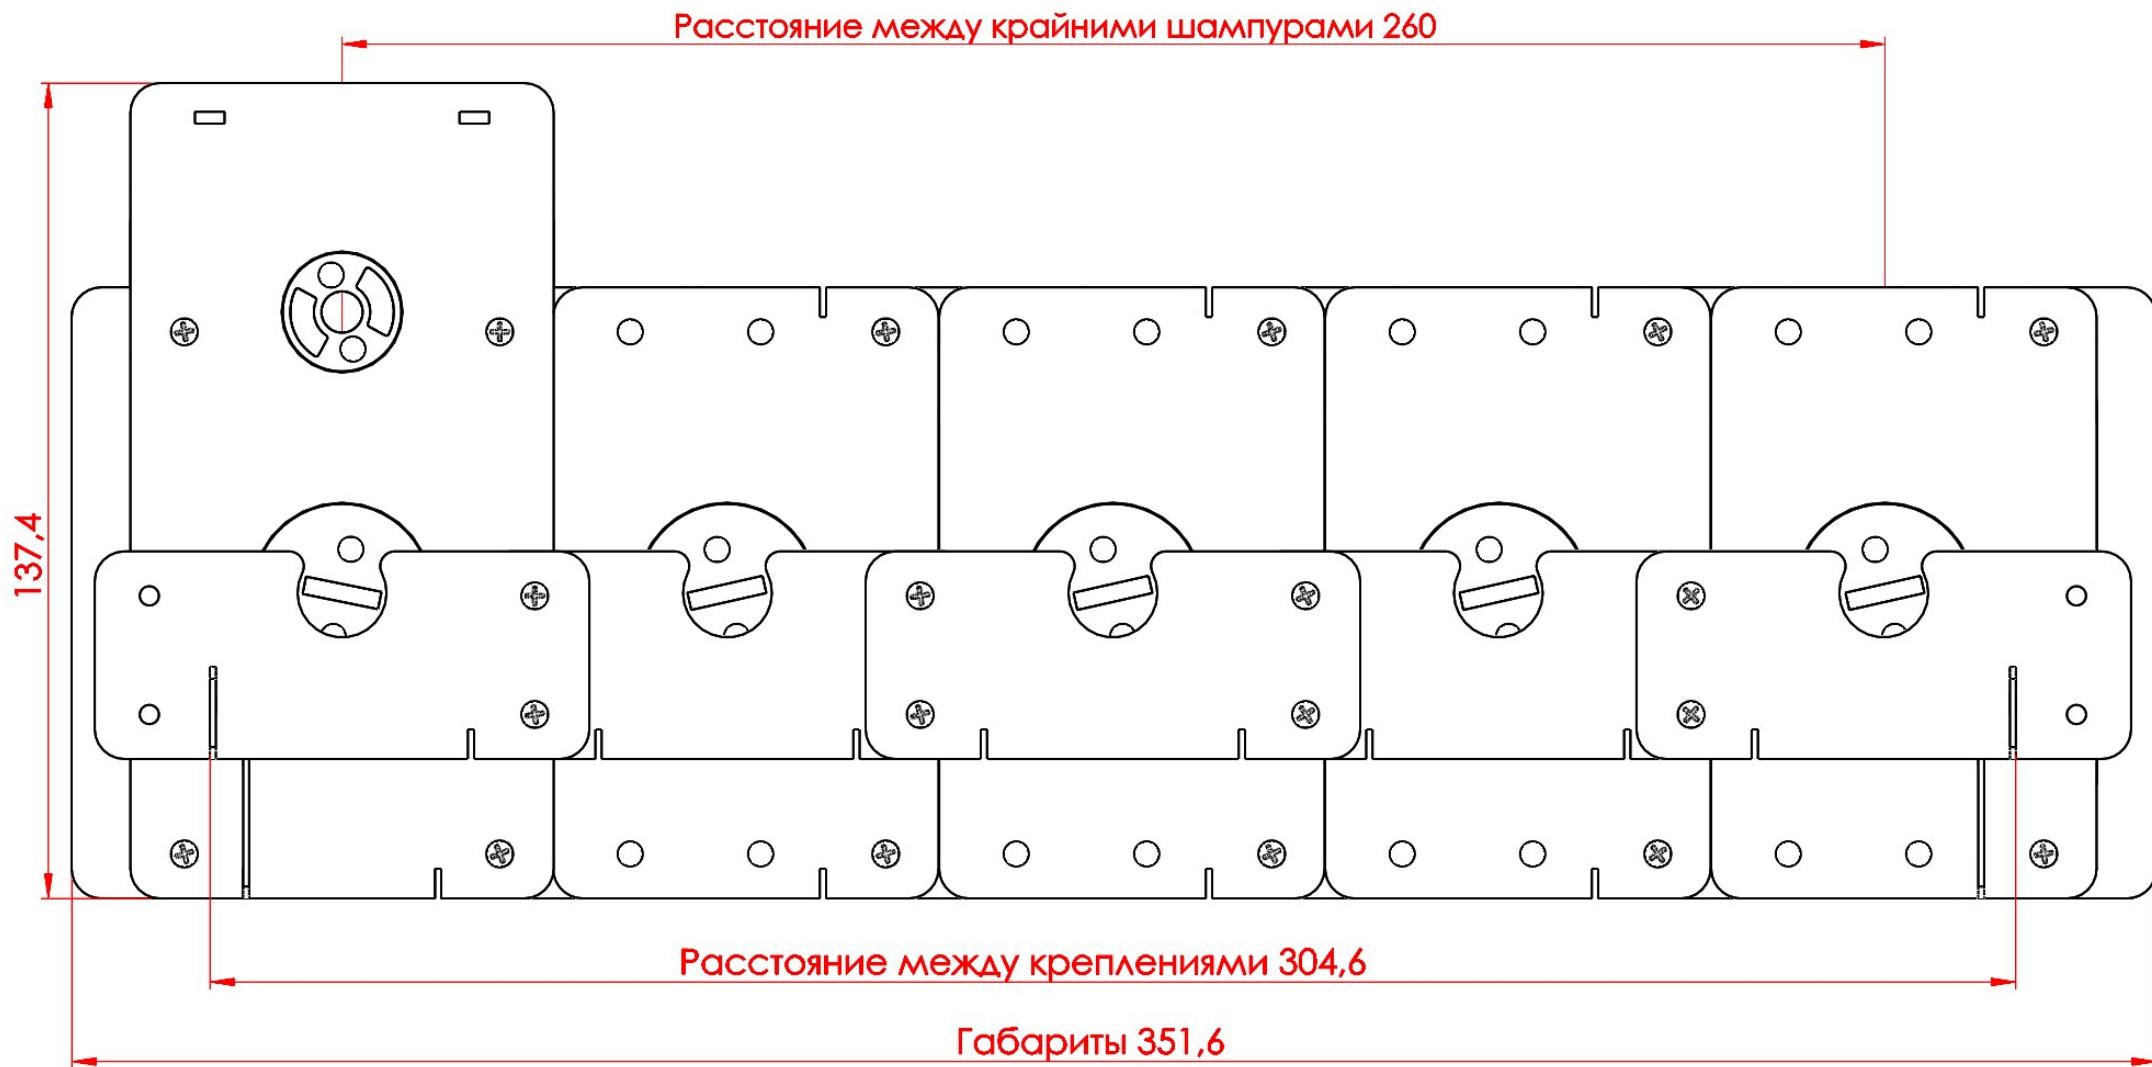 Расстояние между крайними шампурами 260
137,4
Расстояние между креплениями 304,6
Габариты 351,6